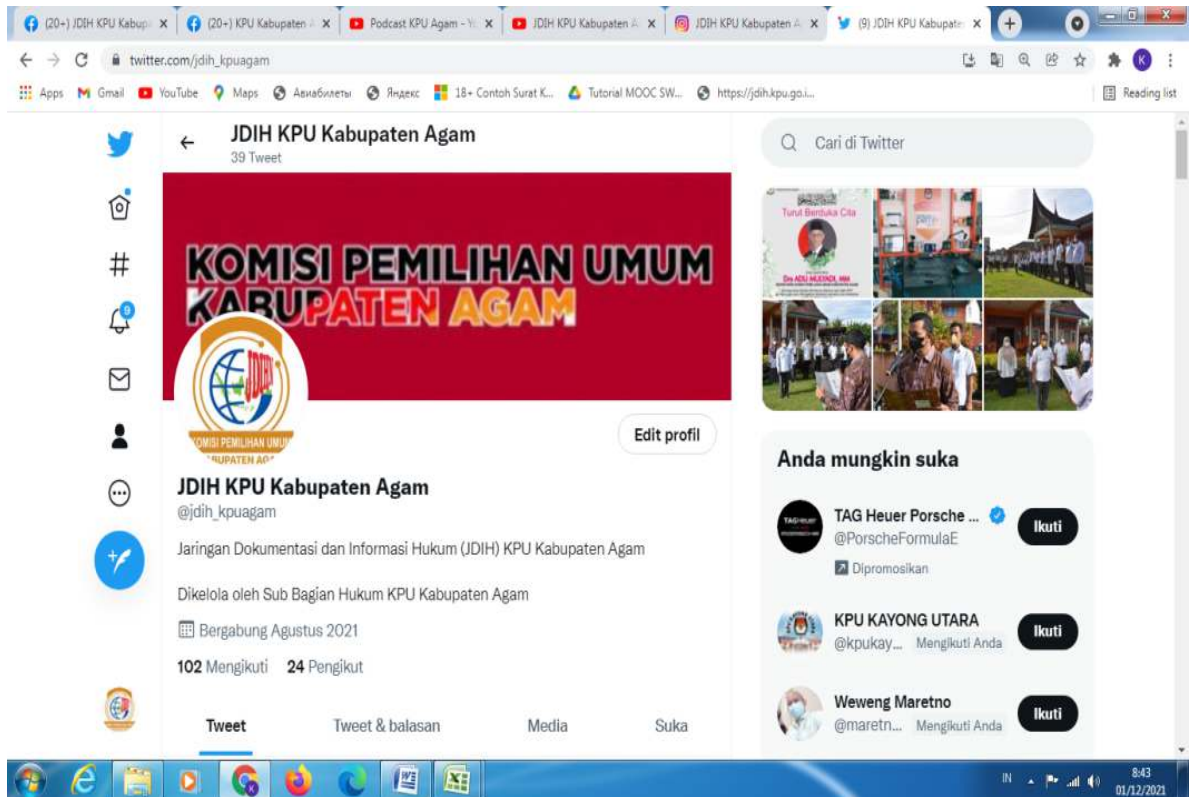 (20+) JDIH KPU Kabup
(20+) KPU Kabupaten
Podcast KPU Agam - Y
JDIH KPU Kabupaten
JDIH KPU Kabupaten
(9) JDIH KPU Kabupate
twitter.com/jdih_kpuagam
K
Apps
Gmail
YouTube
Maps
Авиабилеты
Яндекс
18+ Contoh Surat K...
Tutorial MOOC SW...
https://jdih.kpu.go.i...
Reading list
JDIH KPU Kabupaten Agam
39 Tweet
KOMISI PEMILIHAN UMUM
KABUPATEN AGAM
JDIHN
KOMISI PEMILIHAN UMUM
Edit profil
JDIH KPU Kabupaten Agam
@jdih_kpuagam
Jaringan Dokumentasi dan Informasi Hukum (JDIH) KPU Kabupaten Agam
Dikelola oleh Sub Bagian Hukum KPU Kabupaten Agam
Bergabung Agustus 2021
102 Mengikuti 24 Pengikut
Tweet
Tweet & balasan
Media
Suka
9
Cari di Twitter
Turut Berduka Cita
Anda mungkin suka
TAG Heuer Porsche ...
@PorscheFormulaE
Dipromosikan
Ikuti
KPU KAYONG UTARA
@kpukay... Mengikuti Anda
Ikuti
Weweng Maretno
@maretn... Mengikuti Anda
Ikuti
IN
8:43
01/12/2021